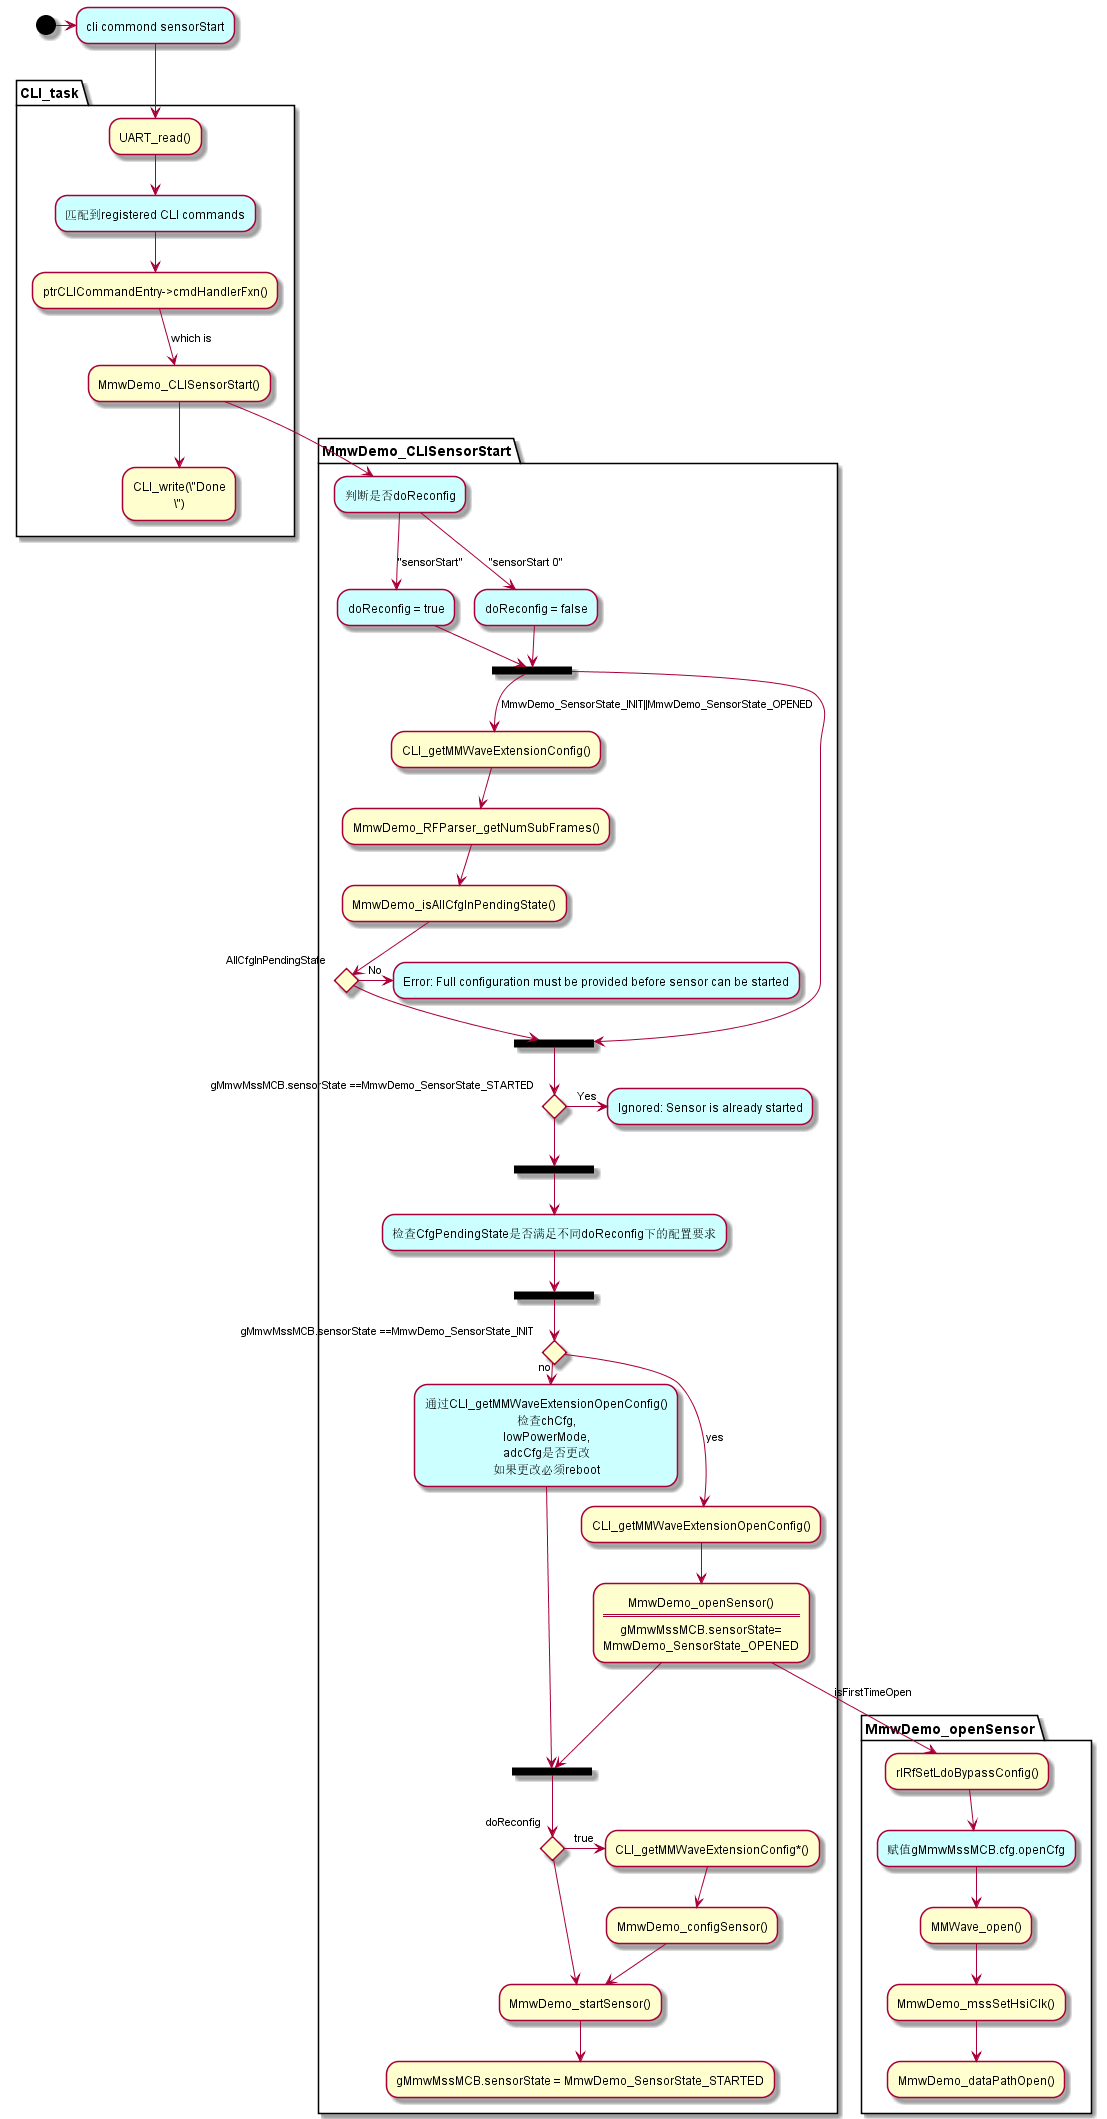 cli commond sensorStart
CLI_task
UART_read()
匹配到registered CLI commands
ptrCLICommandEntry->cmdHandlerFxn()
which is
MmwDemo_CLISensorStart()
CLI_write(\"Done
\")
MmwDemo_CLISensorStart
判断是否doReconfig
"sensorStart"
"sensorStart 0"
doReconfig = true
doReconfig = false
MmwDemo_SensorState_INIT||MmwDemo_SensorState_OPENED
CLI_getMMWaveExtensionConfig()
MmwDemo_RFParser_getNumSubFrames()
MmwDemo_isAllCfgInPendingState()
AllCfgInPendingState
No
Error: Full configuration must be provided before sensor can be started
gMmwMssMCB.sensorState ==MmwDemo_SensorState_STARTED
Yes
Ignored: Sensor is already started
检查CfgPendingState是否满足不同doReconfig下的配置要求
gMmwMssMCB.sensorState ==MmwDemo_SensorState_INIT
no
通过CLI_getMMWaveExtensionOpenConfig()
检查chCfg,
lowPowerMode,
adcCfg是否更改
如果更改必须reboot
yes
CLI_getMMWaveExtensionOpenConfig()
MmwDemo_openSensor()
gMmwMssMCB.sensorState=
MmwDemo_SensorState_OPENED
isFirstTimeOpen
MmwDemo_openSensor
rlRfSetLdoBypassConfig()
赋值gMmwMssMCB.cfg.openCfg
MMWave_open()
MmwDemo_mssSetHsiClk()
MmwDemo_dataPathOpen()
doReconfig
true
CLI_getMMWaveExtensionConfig*()
MmwDemo_configSensor()
MmwDemo_startSensor()
gMmwMssMCB.sensorState = MmwDemo_SensorState_STARTED